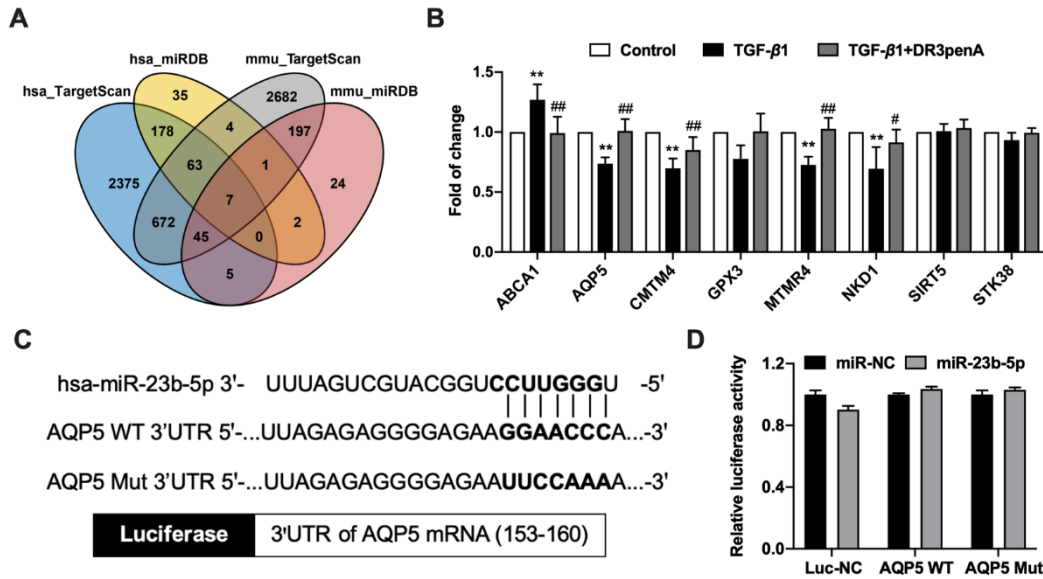 A
hsa_miRDB
mmu_TargetScan
hsa_TargetScan
mmu_miRDB
35
2682
178
4
197
63
1
2375
24
7
672
2
45
0
5
B
Control
TGF-β1
TGF-β1+DR3penA
Fold of change
1.5
1.0
0.5
0.0
**
##
**
##
**
##
**
##
**
#
ABCA1
AQP5
CMTM4
GPX3
MTMR4
NKD1
SIRT5
STK38
C
hsa-miR-23b-5p 3'- UUUAGUCGUACGGUCCUUGGGU -5'
AQP5 WT 3'UTR 5'-...UUAGAGAGGGGAGAAGGAACCCA...-3'
AQP5 Mut 3'UTR 5'-...UUAGAGAGGGGAGAAUUCCAAAA...-3'
Luciferase 3'UTR of AQP5 mRNA (153-160)
D
miR-NC
miR-23b-5p
Relative luciferase activity
1.2
0.8
0.4
0.0
Luc-NC
AQP5 WT
AQP5 Mut